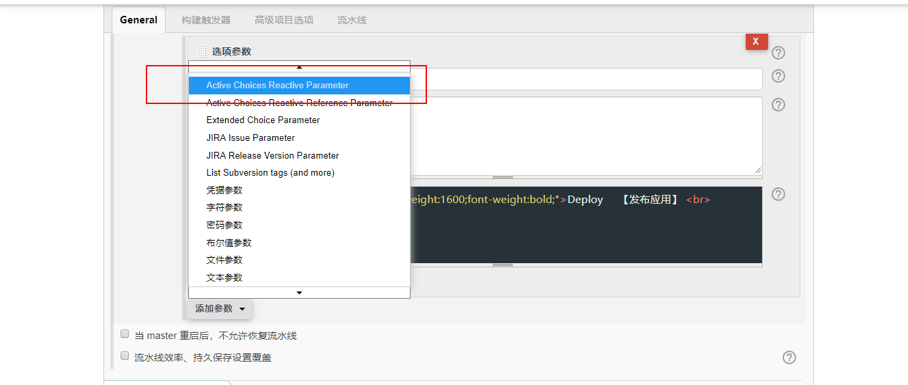 General 构建触发器 高级项目选项 流水线
选项参数 X
Active Choices Reactive Parameter
Active Choices Reactive Reference Parameter
Extended Choice Parameter
JIRA Issue Parameter
JIRA Release Version Parameter
List Subversion tags (and more)
凭据参数
eight:1600;font-weight:bold;">Deploy 【发布应用】 <br>
字符参数
密码参数
布尔值参数
文件参数
文本参数
添加参数
当 master 重启后，不允许恢复流水线
流水线效率、持久保存设置覆盖